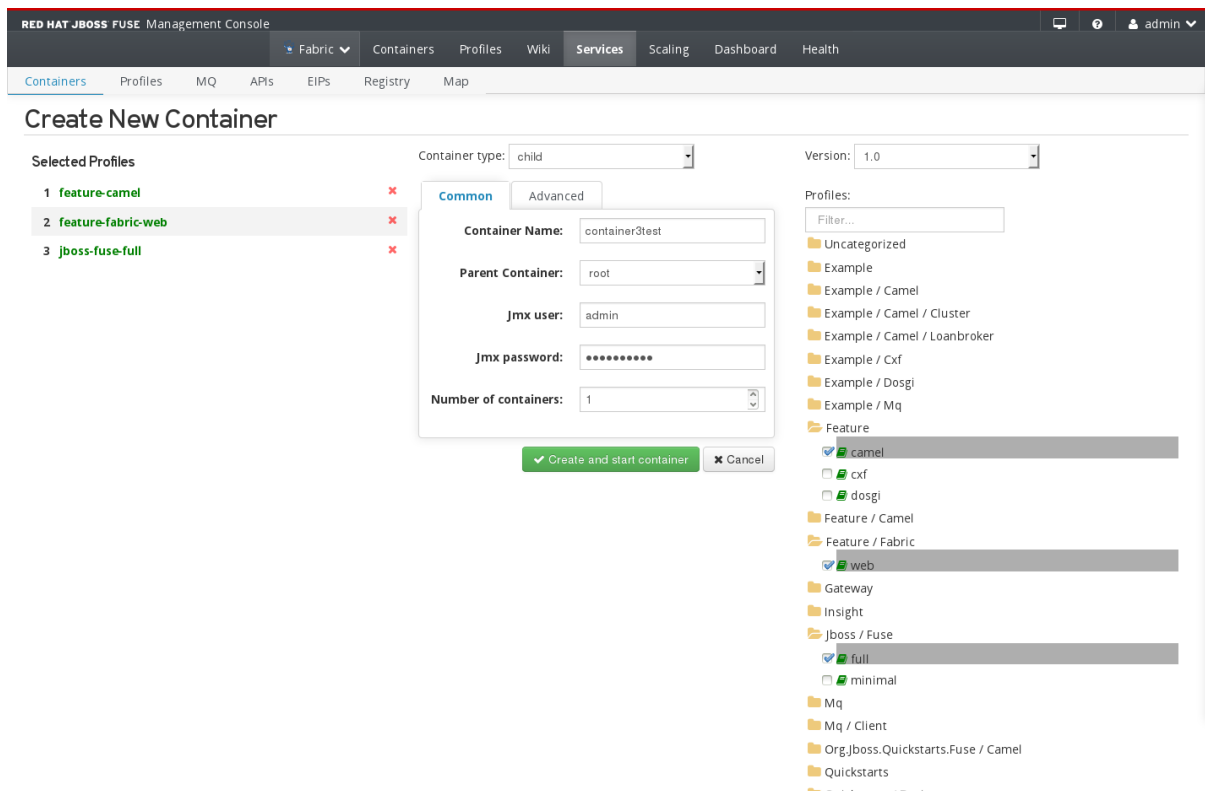 RED HAT JBOSS FUSE Management Console
admin
Fabric Containers Profiles Wiki Services Scaling Dashboard Health
Containers Profiles MQ APIs EIPs Registry Map
Create New Container
Selected Profiles
1 feature-camel
2 feature-fabric-web
3 jboss-fuse-full
Container type: child
Common Advanced
Container Name: container3test
Parent Container: root
Jmx user: admin
Jmx password: ●●●●●●●●●●
Number of containers: 1
Create and start container Cancel
Version: 1.0
Profiles:
Filter...
Uncategorized
Example
Example / Camel
Example / Camel / Cluster
Example / Camel / Loanbroker
Example / Cxf
Example / Dosgi
Example / Mq
Feature
camel
cxf
dosgi
Feature / Camel
Feature / Fabric
web
Gateway
Insight
Jboss / Fuse
full
minimal
Mq
Mq / Client
Org.Jboss.Quickstarts.Fuse / Camel
Quickstarts